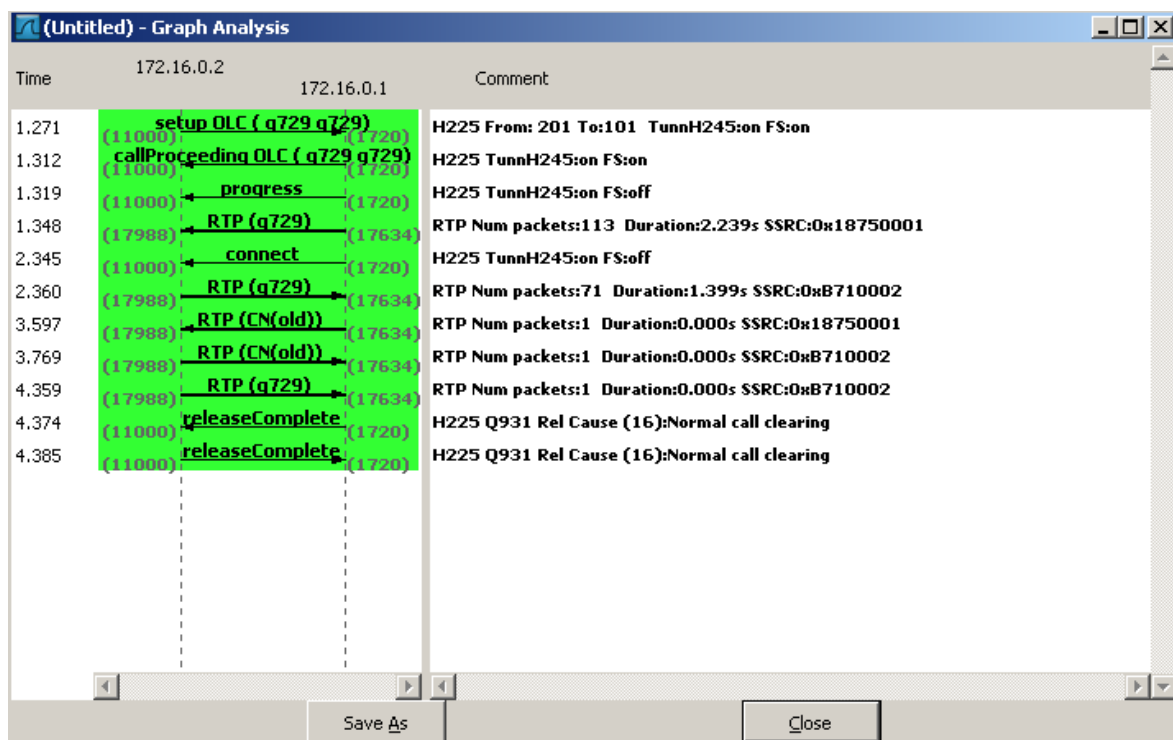 (Untitled) - Graph Analysis
Time 172.16.0.2 172.16.0.1 Comment
1.271 (11000) setup OLC ( g729 g729) (1720) H225 From: 201 To:101 TunnH245:on FS:on
1.312 (11000) callProceeding OLC ( g729 g729) (1720) H225 TunnH245:on FS:on
1.319 (11000) progress (1720) H225 TunnH245:on FS:off
1.348 (17988) RTP (g729) (17634) RTP Num packets:113 Duration:2.239s SSRC:0x18750001
2.345 (11000) connect (1720) H225 TunnH245:on FS:off
2.360 (17988) RTP (g729) (17634) RTP Num packets:71 Duration:1.399s SSRC:0xB710002
3.597 (17988) RTP (CN(old)) (17634) RTP Num packets:1 Duration:0.000s SSRC:0x18750001
3.769 (17988) RTP (CN(old)) (17634) RTP Num packets:1 Duration:0.000s SSRC:0xB710002
4.359 (17988) RTP (g729) (17634) RTP Num packets:1 Duration:0.000s SSRC:0xB710002
4.374 (11000) releaseComplete (1720) H225 Q931 Rel Cause (16):Normal call clearing
4.385 (11000) releaseComplete (1720) H225 Q931 Rel Cause (16):Normal call clearing
Save As Close